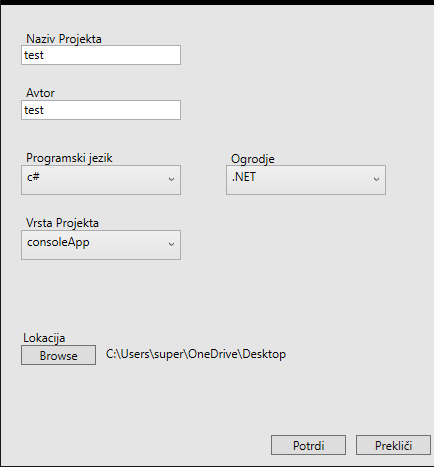 Naziv Projekta
test
Avtor
test
Programski jezik
Ogrodje
c#
.NET
Vrsta Projekta
consoleApp
Lokacija
Browse
C:\Users\super\OneDrive\Desktop
Potrdi
Prekliči